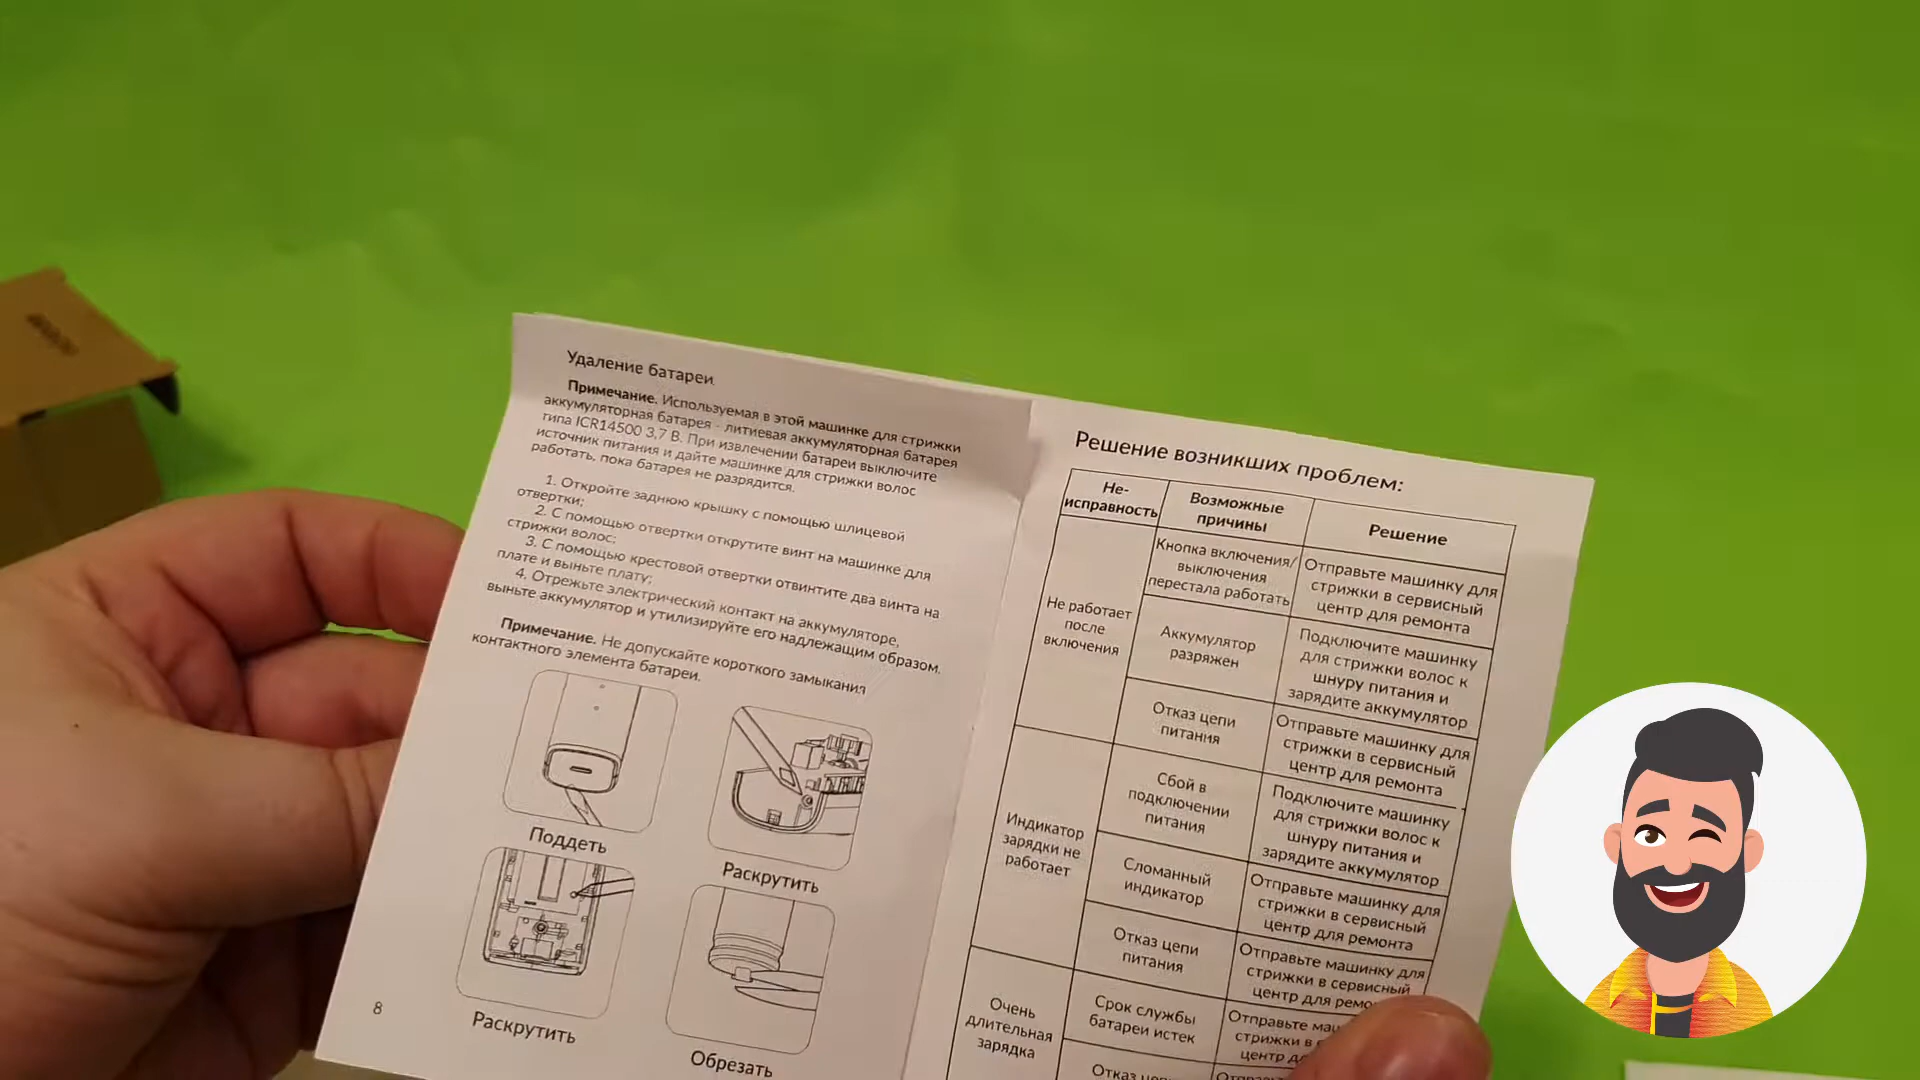 Удаление батареи
Примечание. Используемая в этой машинке для стрижки
аккумуляторная батарея - литиевая аккумуляторная батарея
типа ICR14500 3,7 В. При извлечении батареи выключите
источник питания и дайте машинке для стрижки волос
работать, пока батарея не разрядится.
1. Откройте заднюю крышку с помощью шлицевой
отвертки;
2. С помощью отвертки открутите винт на машинке для
стрижки волос;
3. С помощью крестовой отвертки отвинтите два винта на
плате и выньте плату;
4. Отрежьте электрический контакт на аккумуляторе,
выньте аккумулятор и утилизируйте его надлежащим образом.
Примечание. Не допускайте короткого замыкания
контактного элемента батареи.
Поддеть
Раскрутить
Раскрутить
Обрезать
8
Решение возникших проблем:
Не-
исправность
Возможные
причины
Решение
Не работает
после
включения
Кнопка включения/
выключения
перестала работать
Отправьте машинку для
стрижки в сервисный
центр для ремонта
Аккумулятор
разряжен
Подключите машинку
для стрижки волос к
шнуру питания и
зарядите аккумулятор
Отказ цепи
питания
Отправьте машинку для
стрижки в сервисный
центр для ремонта
Индикатор
зарядки не
работает
Сбой в
подключении
питания
Подключите машинку
для стрижки волос к
шнуру питания и
зарядите аккумулятор
Сломанный
индикатор
Отправьте машинку для
стрижки в сервисный
центр для ремонта
Отказ цепи
питания
Отправьте машинку для
стрижки в сервисный
центр для
Очень
длительная
зарядка
Срок службы
батареи истек
Отправьте
стрижки в
центр
Отказ